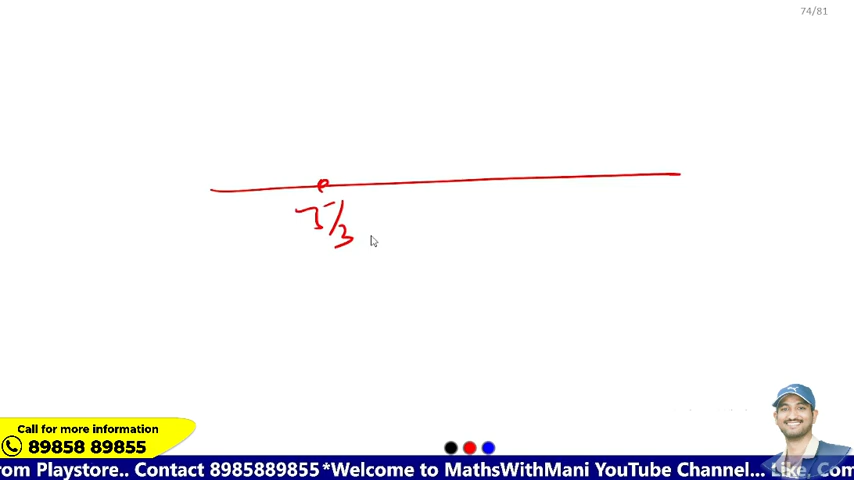 74/81
-5/3
Call for more information
89858 89855
rom Playstore.. Contact 8985889855 *Welcome to MathsWithMani YouTube Channel... Like, Com